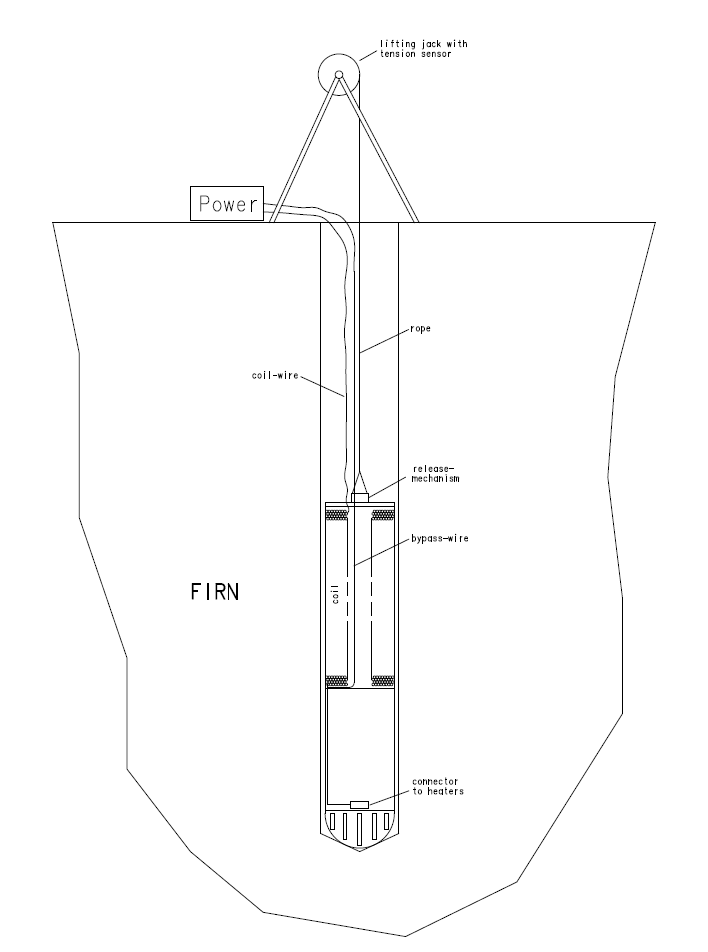 lifting jack with
tension sensor
Power
rope
coil-wire
release-
mechanism
bypass-wire
FIRN
coil
connector
to heaters